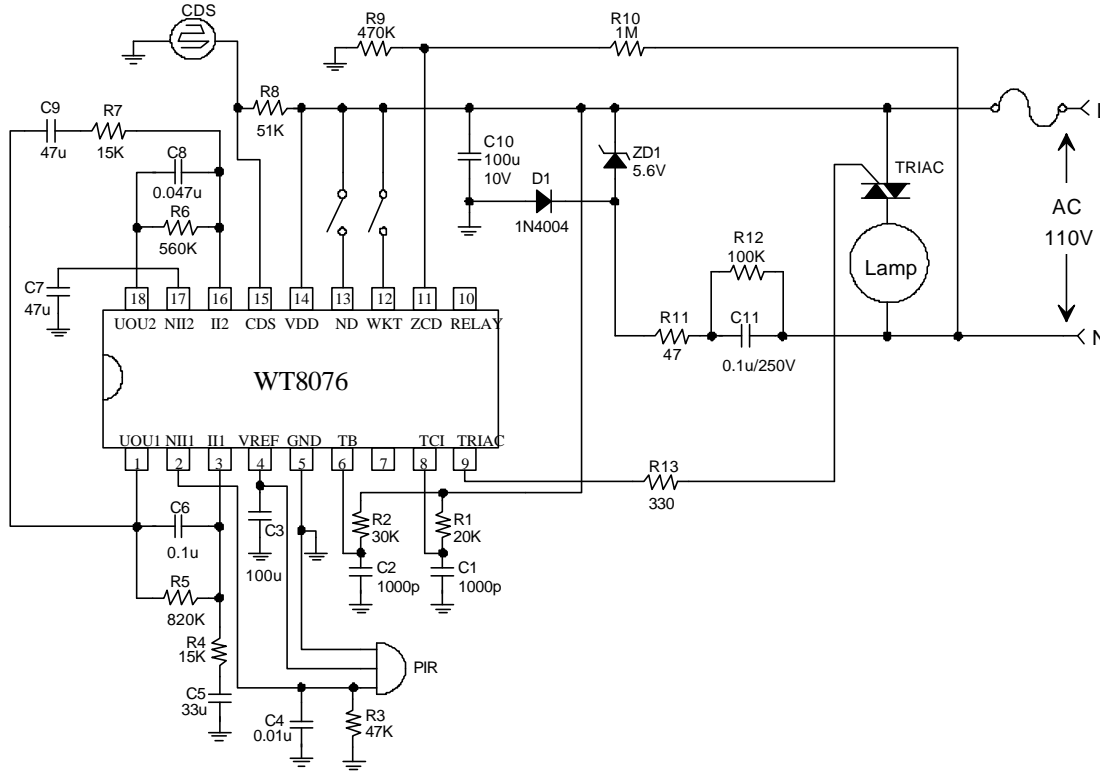 CDS
R9
470K
R10
1M
C9
47u
R7
15K
R8
51K
C8
0.047u
R6
560K
C10
100u
10V
D1
1N4004
ZD1
5.6V
TRIAC
AC
110V
R12
100K
Lamp
C7
47u
18 17 16 15 14 13 12 11 10
UOU2 NII2 II2 CDS VDD ND WKT ZCD RELAY
R11
47
C11
0.1u/250V
N
WT8076
UOU1 NII1 II1 VREF GND TB TCI TRIAC
1 2 3 4 5 6 7 8 9
R13
330
C6
0.1u
C3
100u
R2
30K
R1
20K
C2
1000p
C1
1000p
R5
820K
R4
15K
C5
33u
PIR
C4
0.01u
R3
47K